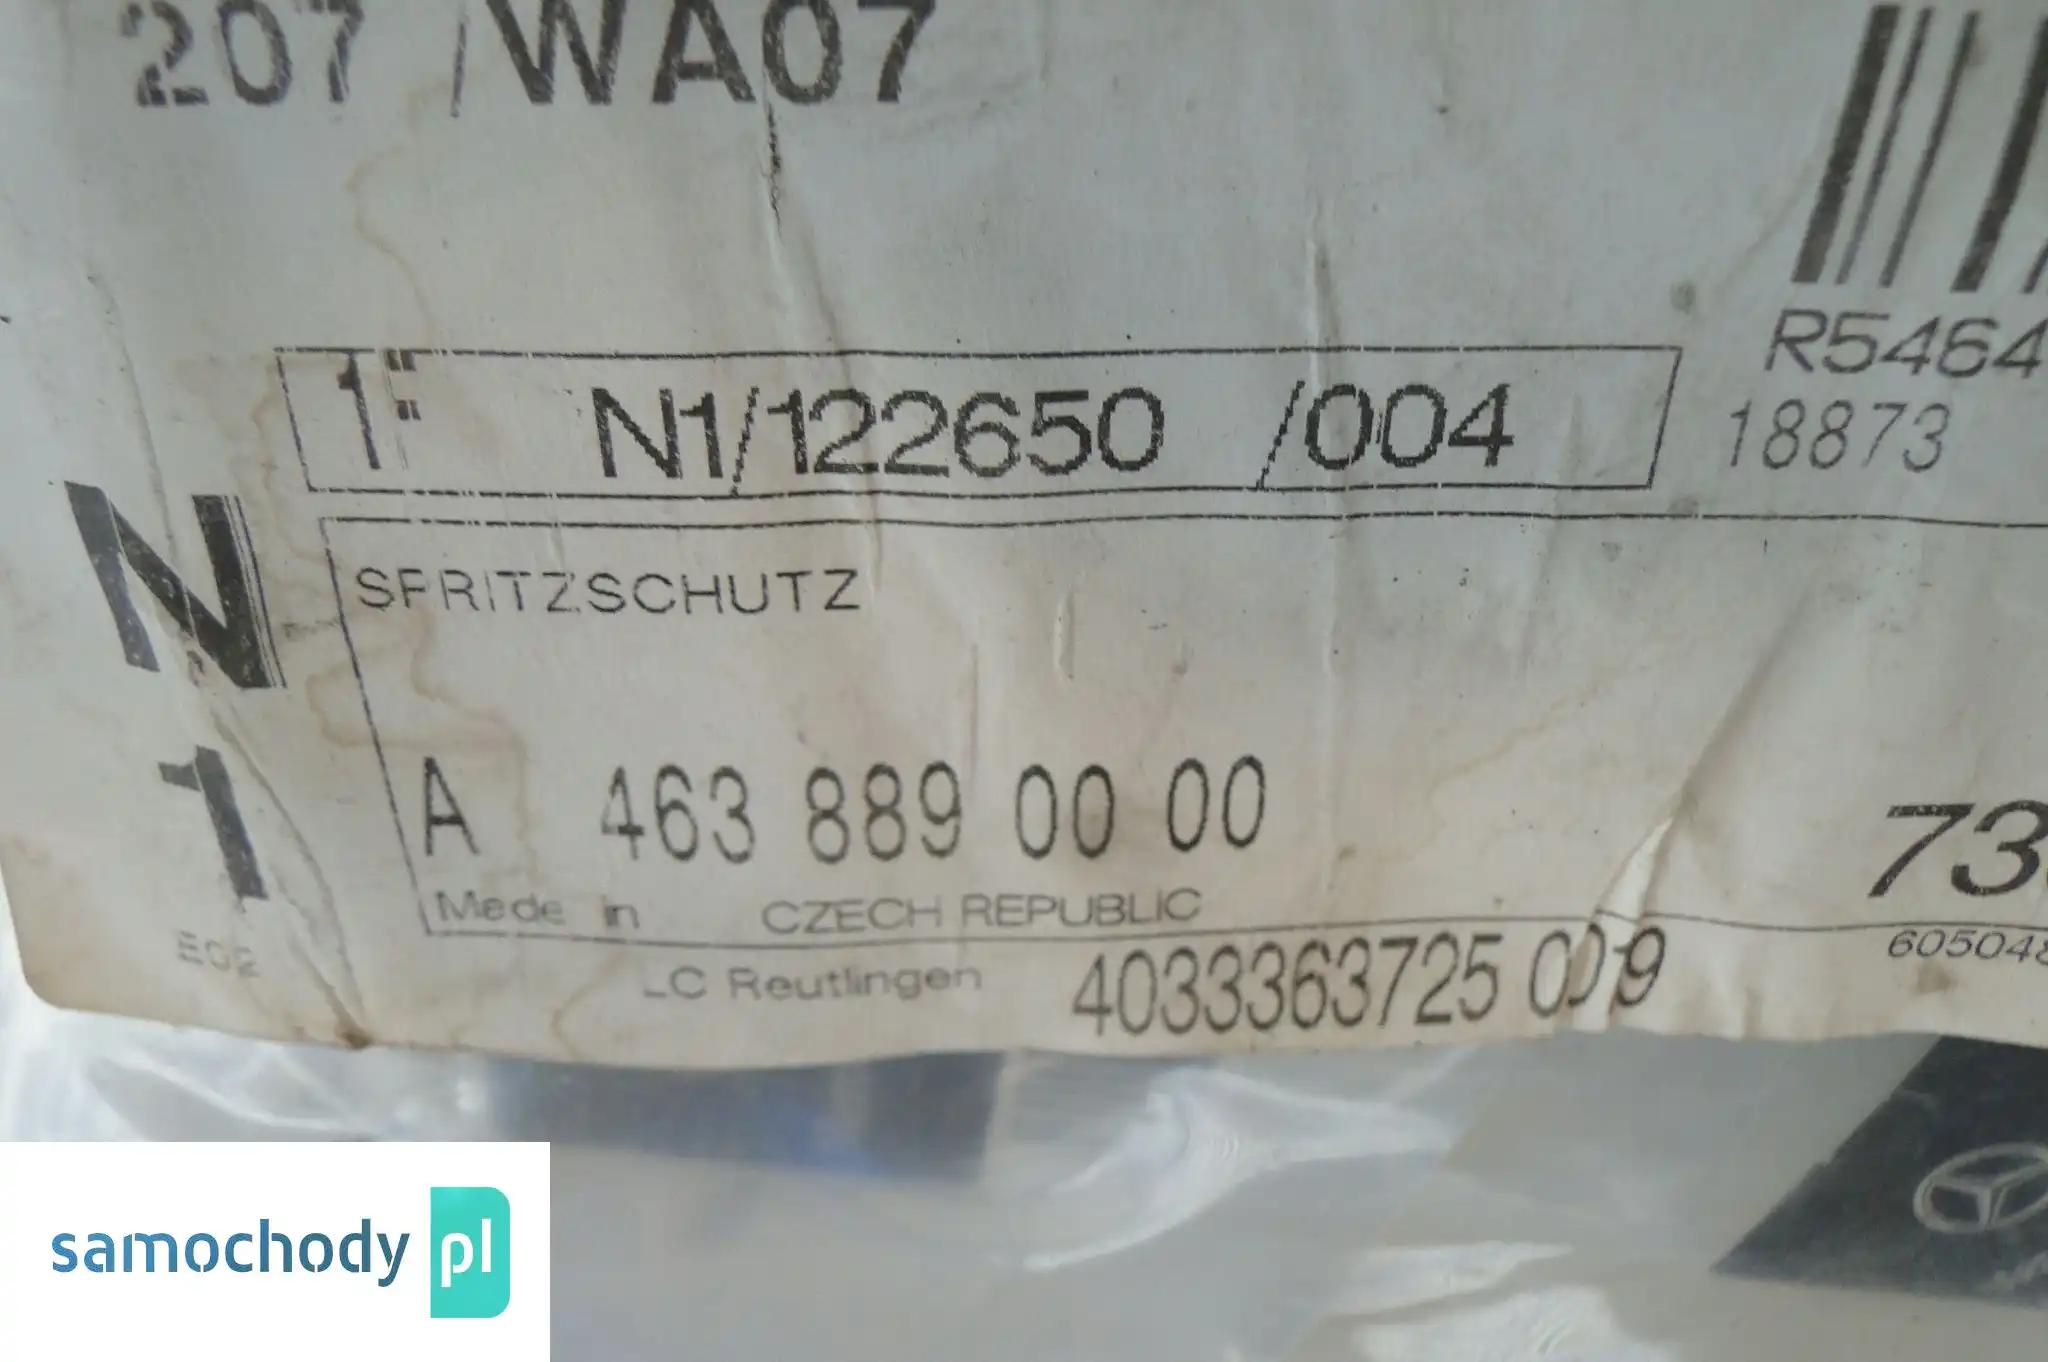 207 /WA07
R5464
18873
N1/122650 /004
N
1
SPRITZSCHUTZ
A 463 889 00 00
Made in CZECH REPUBLIC
LC Reutlingen 4033363725 009
73
605048
E02
samochody pl